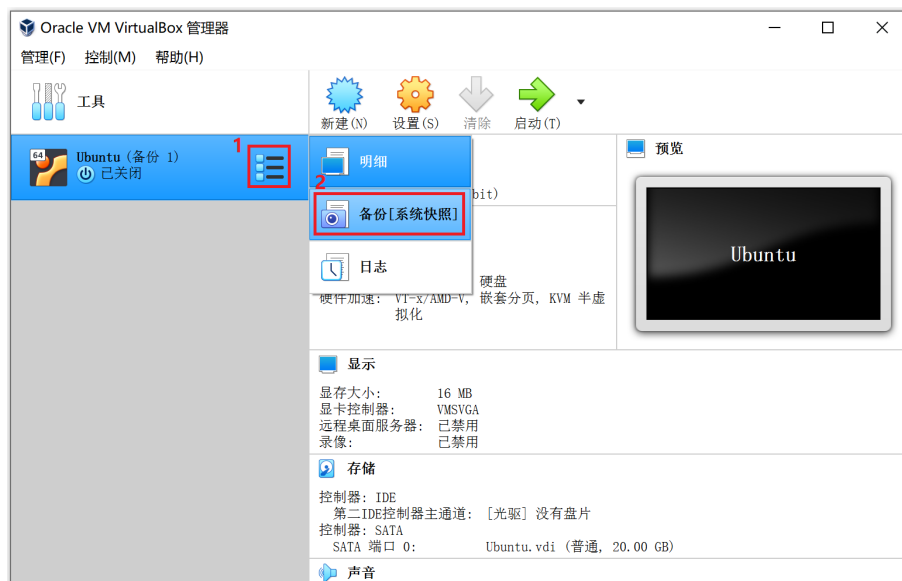 Oracle VM VirtualBox 管理器
管理(F) 控制(M) 帮助(H)
工具
新建(N) 设置(S) 清除 启动(T)
1
64
Ubuntu (备份 1)
已关闭
明细
预览
2
bit)
备份[系统快照]
Ubuntu
日志
硬盘
硬件加速: VT-x/AMD-V, 嵌套分页, KVM 半虚
拟化
显示
显存大小: 16 MB
显卡控制器: VMSVGA
远程桌面服务器: 已禁用
录像: 已禁用
存储
控制器: IDE
第二IDE控制器主通道: [光驱] 没有盘片
控制器: SATA
SATA 端口 0: Ubuntu.vdi (普通, 20.00 GB)
声音